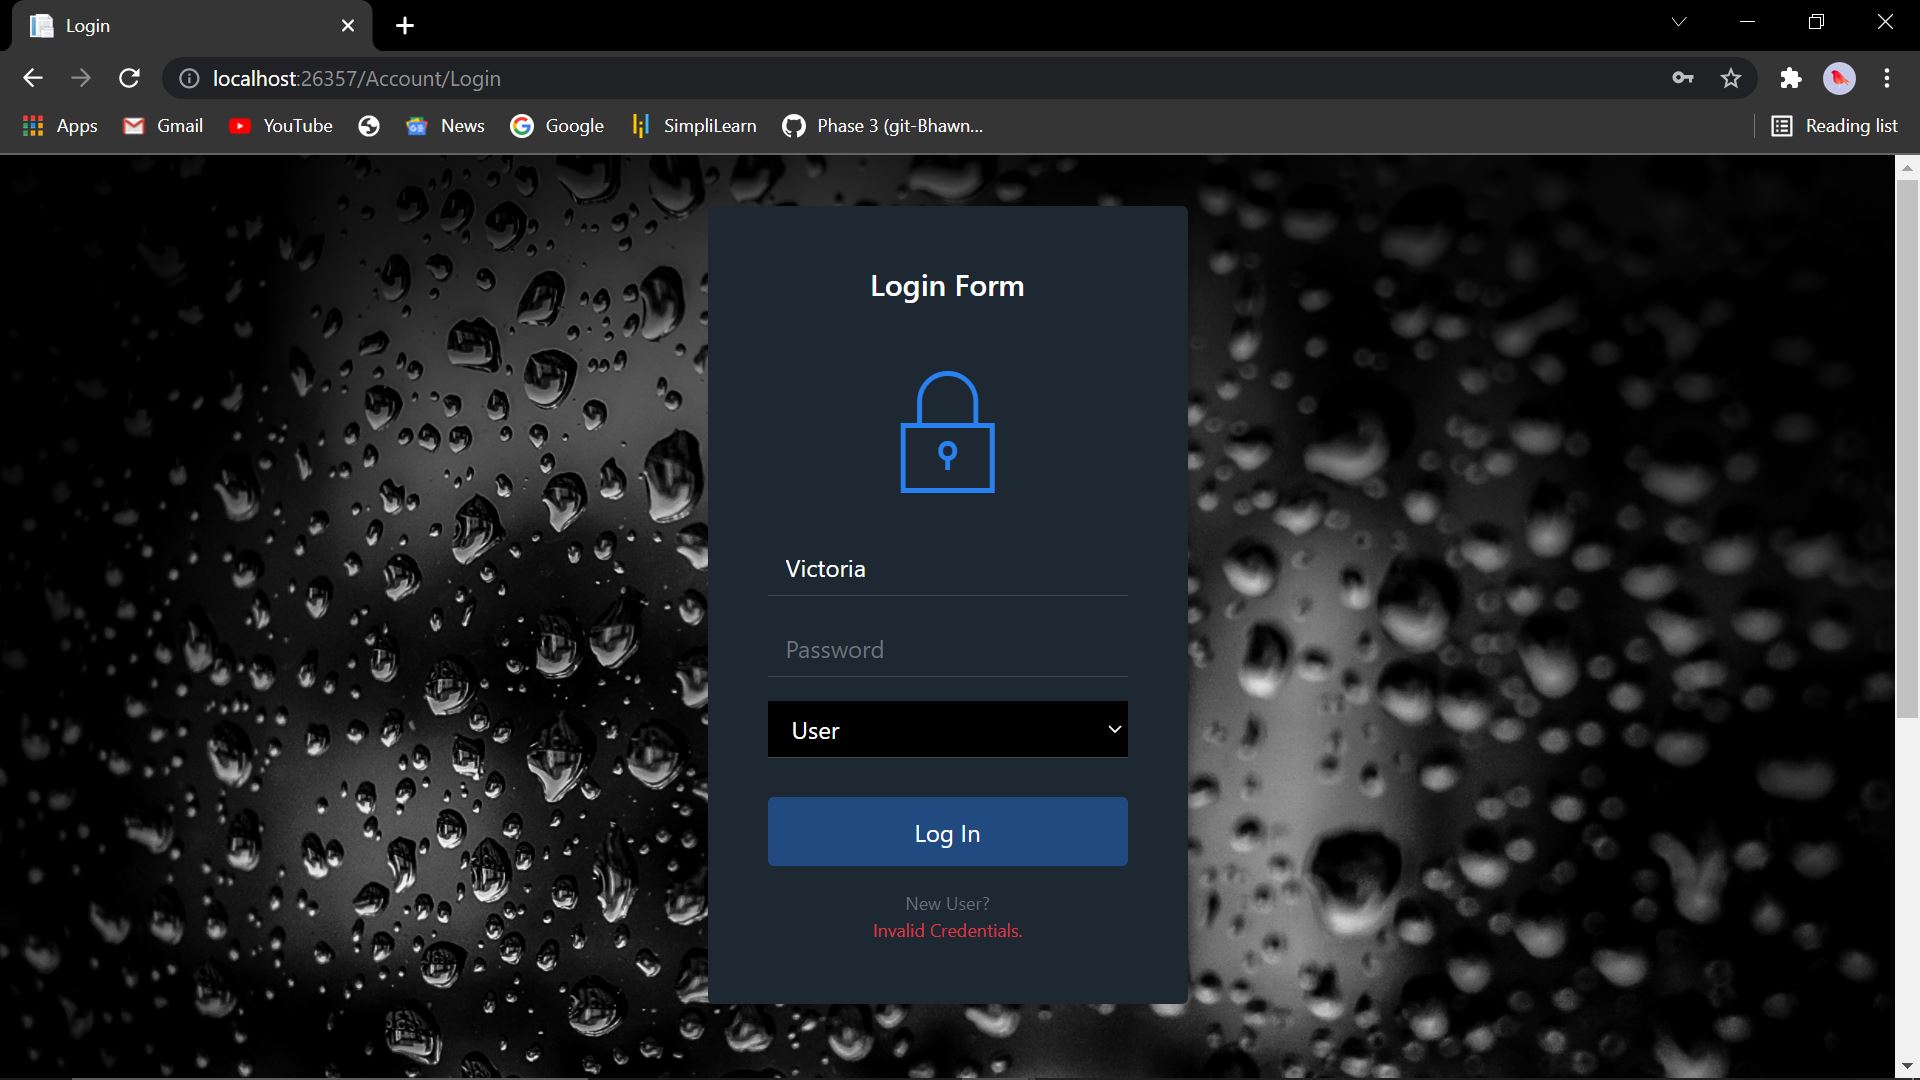 Login
localhost:26357/Account/Login
Apps Gmail YouTube News Google SimpliLearn Phase 3 (git-Bhawn... Reading list
Login Form
Victoria
Password
User
Log In
New User?
Invalid Credentials.